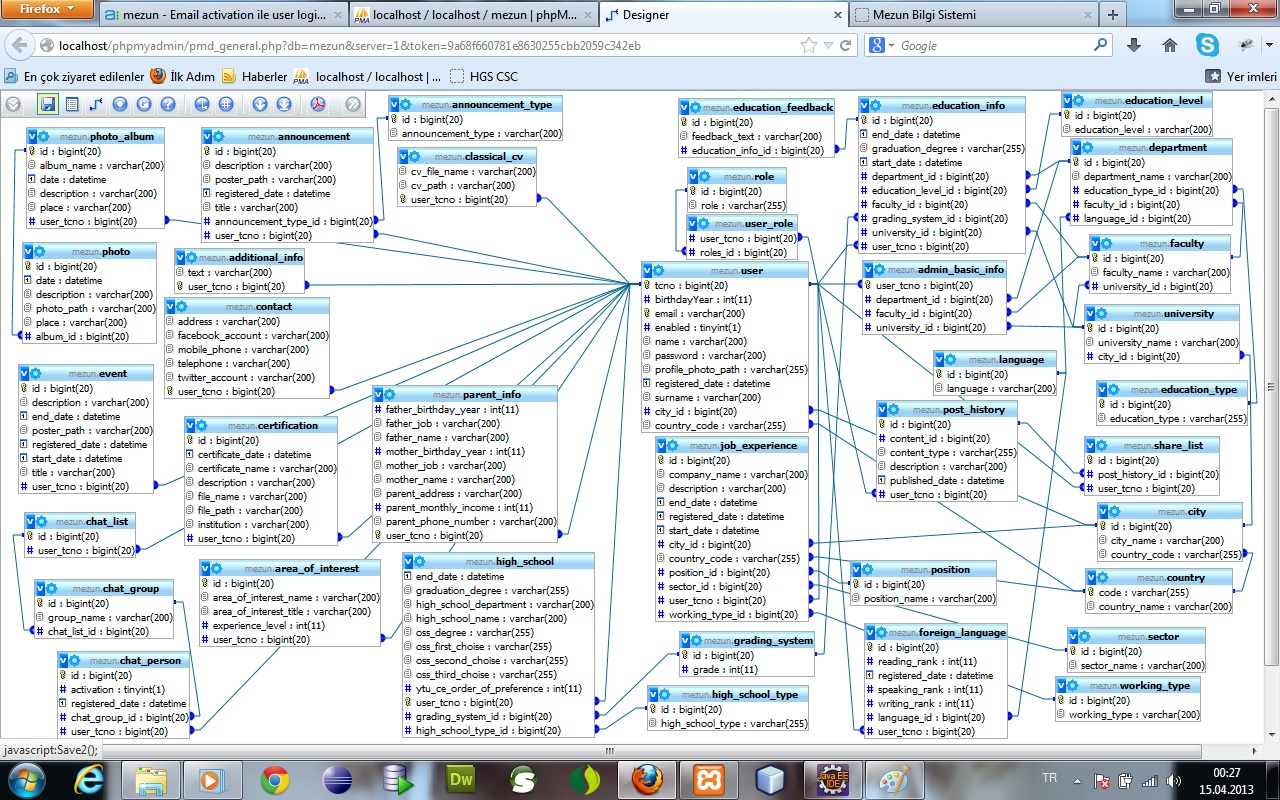 Firefox
mezun - Email activation ile user logi...
localhost / localhost / mezun | phpM...
Designer
Mezun Bilgi Sistemi
localhost/phpmyadmin/pmd_general.php?db=mezun&server=1&token=9a68f660781d8630255cbb2059c342eb
Google
En çok ziyaret edilenler
İlk Adım
Haberler
localhost / localhost | ...
HGS CSC
Yer imleri
mezun.photo_album
id : bigint(20)
album_name : varchar(200)
date : datetime
description : varchar(200)
place : varchar(200)
user_tcno : bigint(20)
mezun.photo
id : bigint(20)
date : datetime
description : varchar(200)
photo_path : varchar(200)
place : varchar(200)
album_id : bigint(20)
mezun.event
id : bigint(20)
description : varchar(200)
end_date : datetime
poster_path : varchar(200)
registered_date : datetime
start_date : datetime
title : varchar(200)
user_tcno : bigint(20)
mezun.chat_list
id : bigint(20)
user_tcno : bigint(20)
mezun.chat_group
id : bigint(20)
group_name : varchar(200)
chat_list_id : bigint(20)
mezun.chat_person
id : bigint(20)
activation : tinyint(1)
registered_date : datetime
chat_group_id : bigint(20)
user_tcno : bigint(20)
mezun.announcement
id : bigint(20)
description : varchar(200)
poster_path : varchar(200)
registered_date : datetime
title : varchar(200)
announcement_type_id : bigint(20)
user_tcno : bigint(20)
mezun.additional_info
text : varchar(200)
user_tcno : bigint(20)
mezun.contact
address : varchar(200)
facebook_account : varchar(200)
mobile_phone : varchar(200)
telephone : varchar(200)
twitter_account : varchar(200)
user_tcno : bigint(20)
mezun.certification
id : bigint(20)
certificate_date : datetime
certificate_name : varchar(200)
description : varchar(200)
file_name : varchar(200)
file_path : varchar(200)
institution : varchar(200)
user_tcno : bigint(20)
mezun.area_of_interest
id : bigint(20)
area_of_interest_name : varchar(200)
area_of_interest_title : varchar(200)
experience_level : int(11)
user_tcno : bigint(20)
mezun.announcement_type
id : bigint(20)
announcement_type : varchar(200)
mezun.classical_cv
cv_file_name : varchar(200)
cv_path : varchar(200)
user_tcno : bigint(20)
mezun.parent_info
father_birthday_year : int(11)
father_job : varchar(200)
father_name : varchar(200)
mother_birthday_year : int(11)
mother_job : varchar(200)
mother_name : varchar(200)
parent_address : varchar(200)
parent_monthly_income : int(11)
parent_phone_number : varchar(200)
user_tcno : bigint(20)
mezun.high_school
end_date : datetime
graduation_degree : varchar(255)
high_school_department : varchar(200)
high_school_name : varchar(200)
oss_degree : varchar(255)
oss_first_choise : varchar(255)
oss_second_choise : varchar(255)
oss_third_choise : varchar(255)
ytu_ce_order_of_preference : int(11)
user_tcno : bigint(20)
grading_system_id : bigint(20)
high_school_type_id : bigint(20)
mezun.education_feedback
id : bigint(20)
feedback_text : varchar(200)
education_info_id : bigint(20)
mezun.role
id : bigint(20)
role : varchar(255)
mezun.user_role
user_tcno : bigint(20)
roles_id : bigint(20)
mezun.user
tcno : bigint(20)
birthdayYear : int(11)
email : varchar(200)
enabled : tinyint(1)
name : varchar(200)
password : varchar(200)
profile_photo_path : varchar(255)
registered_date : datetime
surname : varchar(200)
city_id : bigint(20)
country_code : varchar(255)
mezun.job_experience
id : bigint(20)
company_name : varchar(200)
description : varchar(200)
end_date : datetime
registered_date : datetime
start_date : datetime
city_id : bigint(20)
country_code : varchar(255)
position_id : bigint(20)
sector_id : bigint(20)
user_tcno : bigint(20)
working_type_id : bigint(20)
mezun.grading_system
id : bigint(20)
grade : int(11)
mezun.high_school_type
id : bigint(20)
high_school_type : varchar(255)
mezun.education_info
id : bigint(20)
end_date : datetime
graduation_degree : varchar(255)
start_date : datetime
department_id : bigint(20)
education_level_id : bigint(20)
faculty_id : bigint(20)
grading_system_id : bigint(20)
university_id : bigint(20)
user_tcno : bigint(20)
mezun.admin_basic_info
user_tcno : bigint(20)
department_id : bigint(20)
faculty_id : bigint(20)
university_id : bigint(20)
mezun.language
id : bigint(20)
language : varchar(200)
mezun.post_history
id : bigint(20)
content_id : bigint(20)
content_type : varchar(255)
description : varchar(200)
published_date : datetime
user_tcno : bigint(20)
mezun.position
id : bigint(20)
position_name : varchar(200)
mezun.foreign_language
id : bigint(20)
reading_rank : int(11)
registered_date : datetime
speaking_rank : int(11)
writing_rank : int(11)
language_id : bigint(20)
user_tcno : bigint(20)
mezun.education_level
id : bigint(20)
education_level : varchar(200)
mezun.department
id : bigint(20)
department_name : varchar(200)
education_type_id : bigint(20)
faculty_id : bigint(20)
language_id : bigint(20)
mezun.faculty
id : bigint(20)
faculty_name : varchar(200)
university_id : bigint(20)
mezun.university
id : bigint(20)
university_name : varchar(200)
city_id : bigint(20)
mezun.education_type
id : bigint(20)
education_type : varchar(255)
mezun.share_list
id : bigint(20)
post_history_id : bigint(20)
user_tcno : bigint(20)
mezun.city
id : bigint(20)
city_name : varchar(200)
country_code : varchar(255)
mezun.country
code : varchar(255)
country_name : varchar(200)
mezun.sector
id : bigint(20)
sector_name : varchar(200)
mezun.working_type
id : bigint(20)
working_type : varchar(200)
javascript:Save2();
TR
00:27
15.04.2013